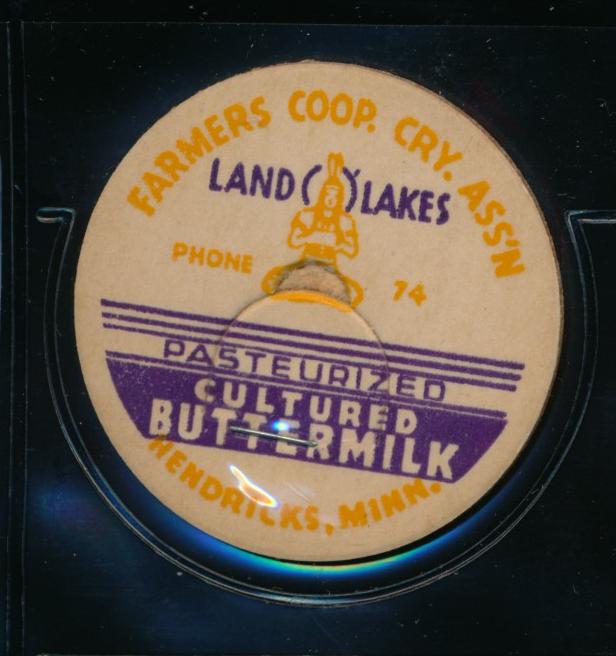 FARMERS COOP. CRY. ASS'N
LAND O' LAKES
PHONE 74
PASTEURIZED
CULTURED
BUTTERMILK
HENDRICKS, MINN.